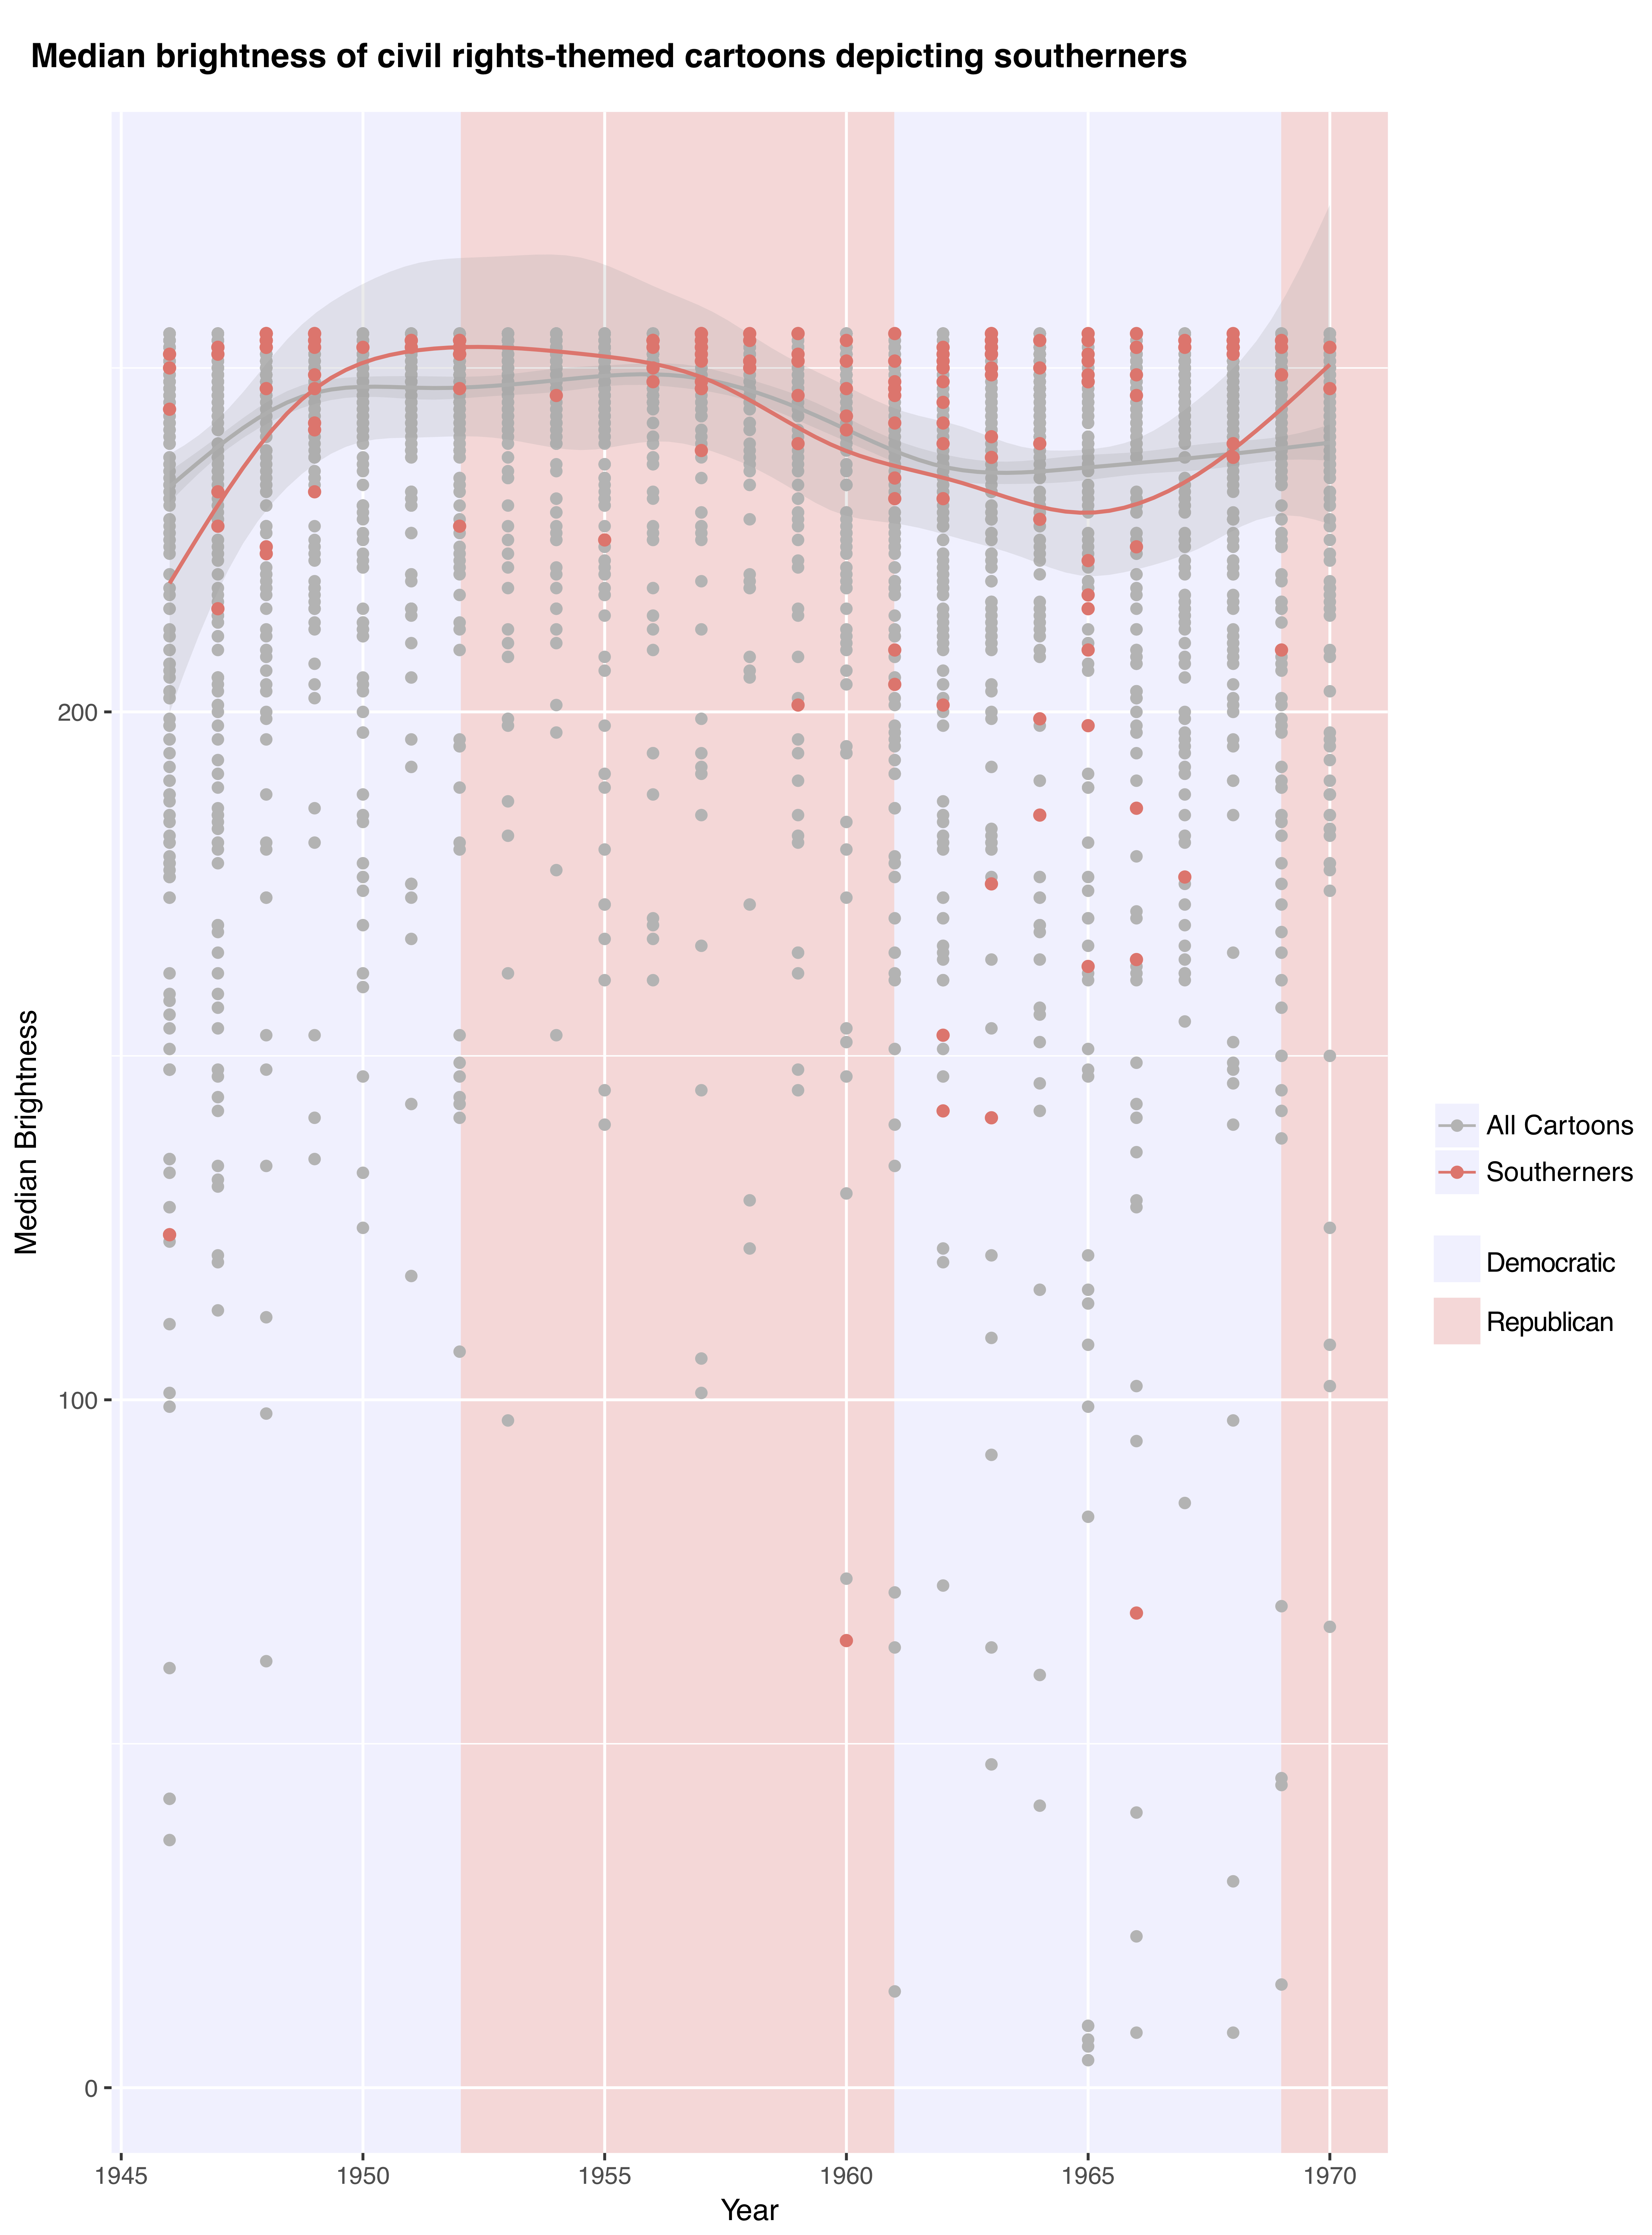 Median brightness of civil rights-themed cartoons depicting southerners
Median Brightness
200
100
0
1945 1950 1955 1960 1965 1970
Year
All Cartoons
Southerners
Democratic
Republican